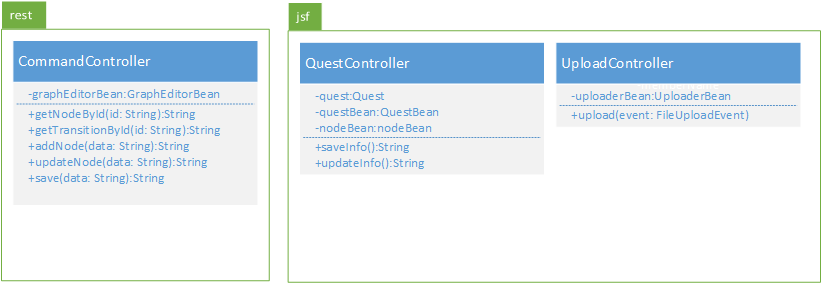 rest
CommandController
-graphEditorBean:GraphEditorBean
+getNodeById(id: String):String
+getTransitionById(id: String):String
+addNode(data: String):String
+updateNode(data: String):String
+save(data: String):String
jsf
QuestController
-quest:Quest
-questBean:QuestBean
-nodeBean:nodeBean
+saveInfo():String
+updateInfo():String
UploadController
-uploaderBean:UploaderBean
+upload(event: FileUploadEvent)